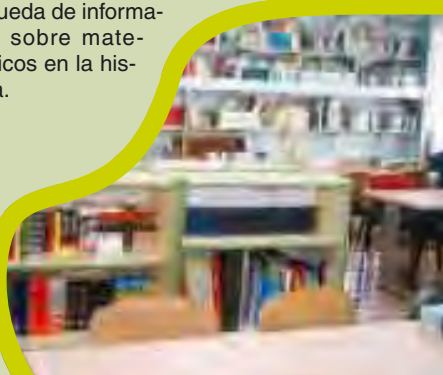 ueda de informa-
sobre mate-
icos en la his-
a.